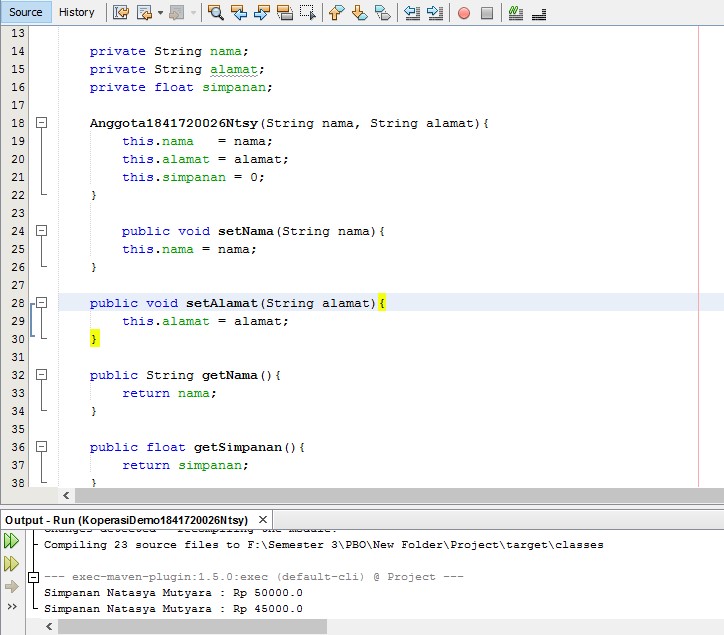 Source History
13
14 private String nama;
15 private String alamat;
16 private float simpanan;
17
18 Anggota1841720026Ntsy(String nama, String alamat){
19 this.nama   = nama;
20 this.alamat = alamat;
21 this.simpanan = 0;
22 }
23
24 public void setNama(String nama){
25 this.nama = nama;
26 }
27
28 public void setAlamat(String alamat){
29 this.alamat = alamat;
30 }
31
32 public String getNama(){
33 return nama;
34 }
35
36 public float getSimpanan(){
37 return simpanan;
38 }
Output - Run (KoperasiDemo1841720026Ntsy) ×
Changes detected - recompiling the module!
Compiling 23 source files to F:\Semester 3\PBO\New Folder\Project\target\classes
--- exec-maven-plugin:1.5.0:exec (default-cli) @ Project ---
Simpanan Natasya Mutyara : Rp 50000.0
Simpanan Natasya Mutyara : Rp 45000.0